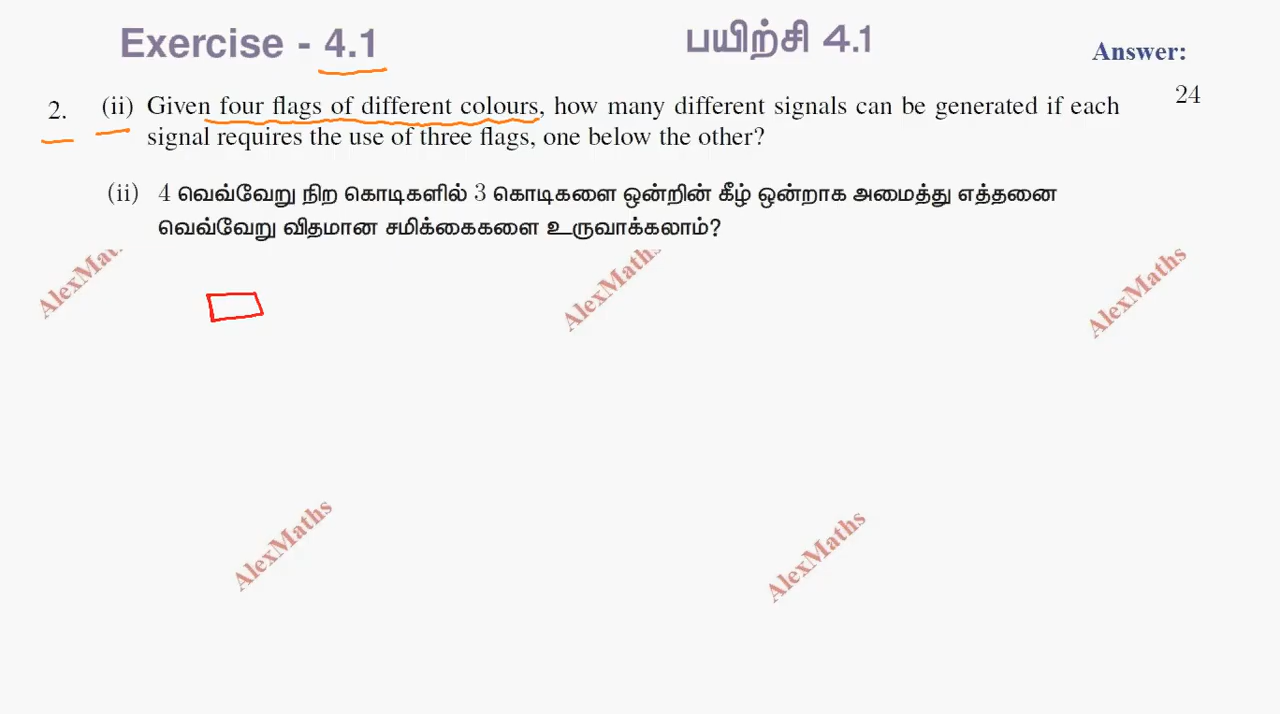 Exercise - 4.1
பயிற்சி 4.1
Answer:
24
2. (ii) Given four flags of different colours, how many different signals can be generated if each
signal requires the use of three flags, one below the other?
(ii) 4 வெவ்வேறு நிற கொடிகளில் 3 கொடிகளை ஒன்றின் கீழ் ஒன்றாக அமைத்து எத்தனை
வெவ்வேறு விதமான சமிக்கைகளை உருவாக்கலாம்?
AlexMaths
AlexMaths
AlexMaths
AlexMaths
AlexMaths